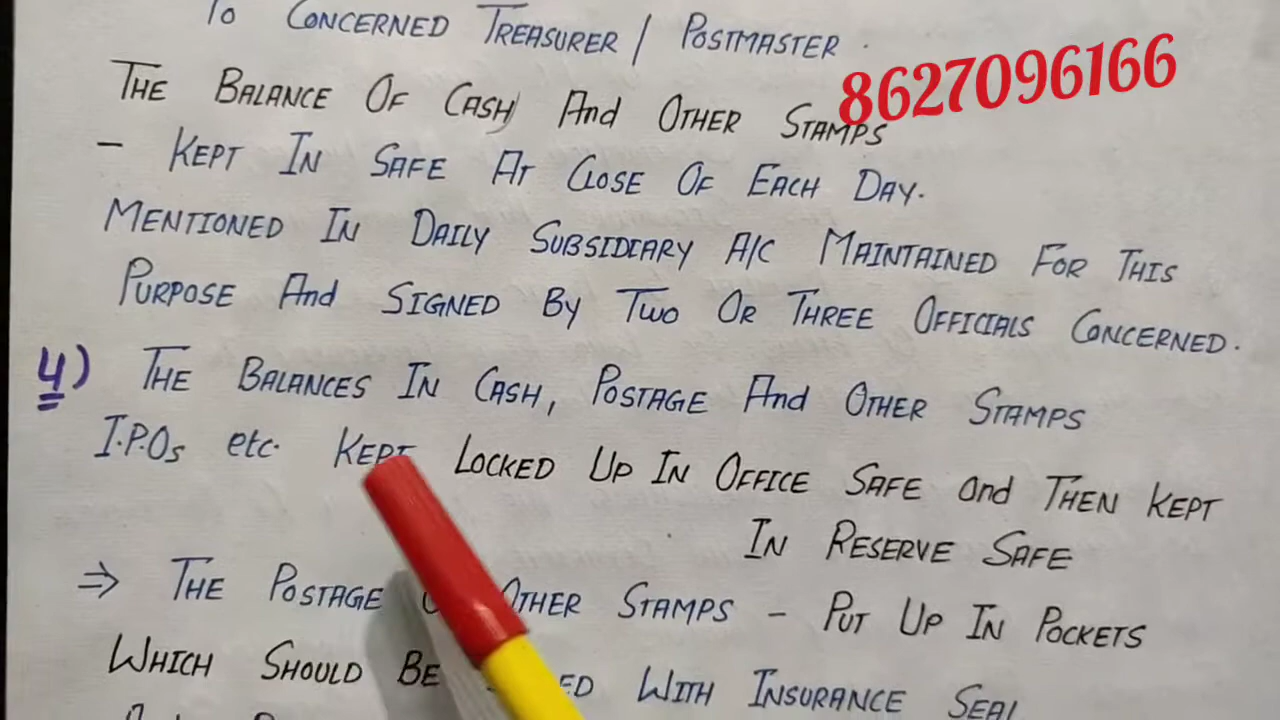 To CONCERNED TREASURER / POSTMASTER .
8627096166
THE BALANCE OF CASH And OTHER STAMPS
- KEPT IN SAFE AT CLOSE OF EACH DAY.
MENTIONED IN DAILY SUBSIDIARY A/C MAINTAINED FOR THIS
PURPOSE And SIGNED BY TWO OR THREE OFFICIALS CONCERNED.
4) THE BALANCES IN CASH, POSTAGE And OTHER STAMPS
I.P.Os etc. KEPT LOCKED UP IN OFFICE SAFE and THEN KEPT
IN RESERVE SAFE
⇒ THE POSTAGE OTHER STAMPS - PUT UP IN POCKETS
WHICH SHOULD BE WITH INSURANCE SEAL